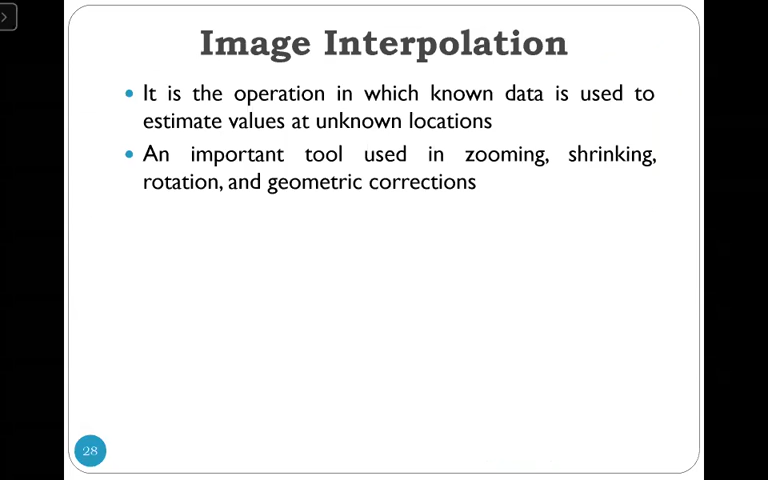 Image Interpolation
It is the operation in which known data is used to
estimate values at unknown locations
An important tool used in zooming, shrinking,
rotation, and geometric corrections
28